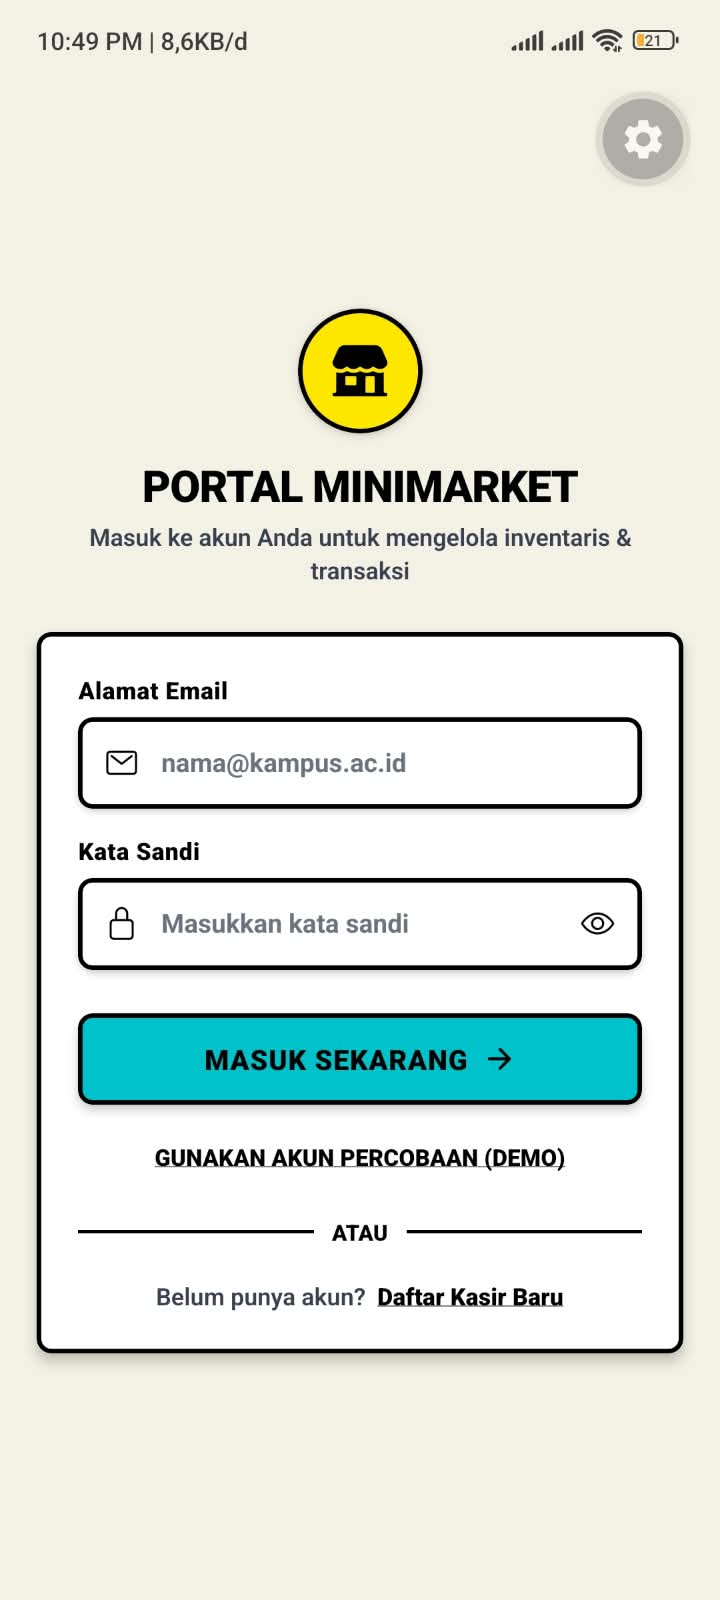 10:49 PM | 8,6KB/d
21
PORTAL MINIMARKET
Masuk ke akun Anda untuk mengelola inventaris &
transaksi
Alamat Email
nama@kampus.ac.id
Kata Sandi
Masukkan kata sandi
MASUK SEKARANG →
GUNAKAN AKUN PERCOBAAN (DEMO)
ATAU
Belum punya akun? Daftar Kasir Baru